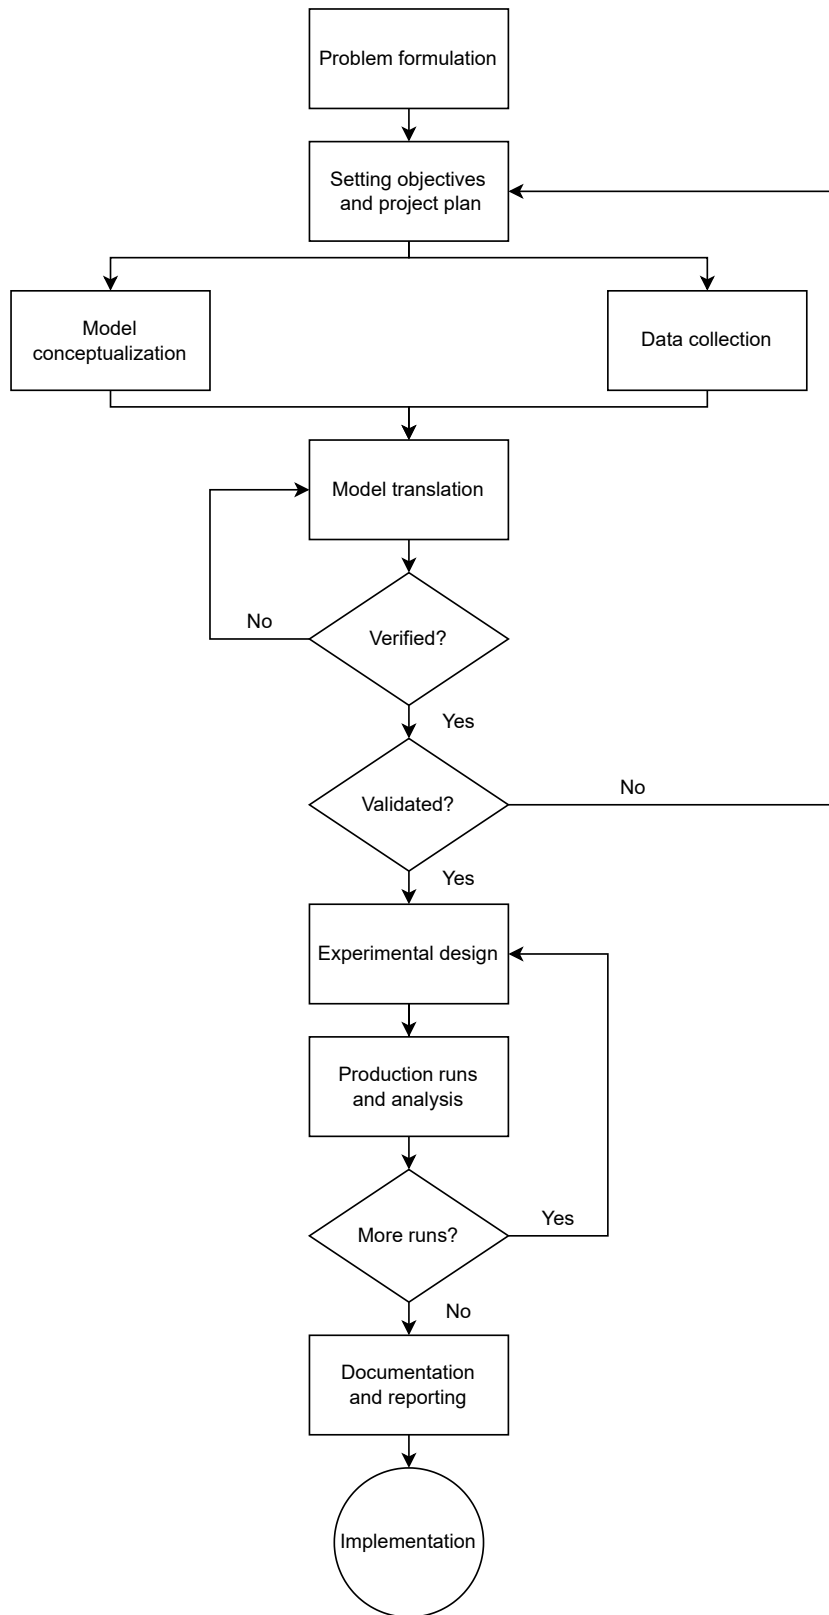 Problem formulation
Setting objectives
and project plan
Model
conceptualization
Data collection
Model translation
No
Verified?
Yes
No
Validated?
Yes
Experimental design
Production runs
and analysis
Yes
More runs?
No
Documentation
and reporting
Implementation